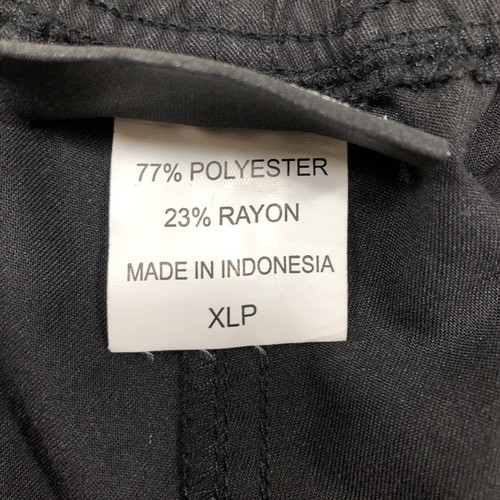 77% POLYESTER
23% RAYON
MADE IN INDONESIA
XLP